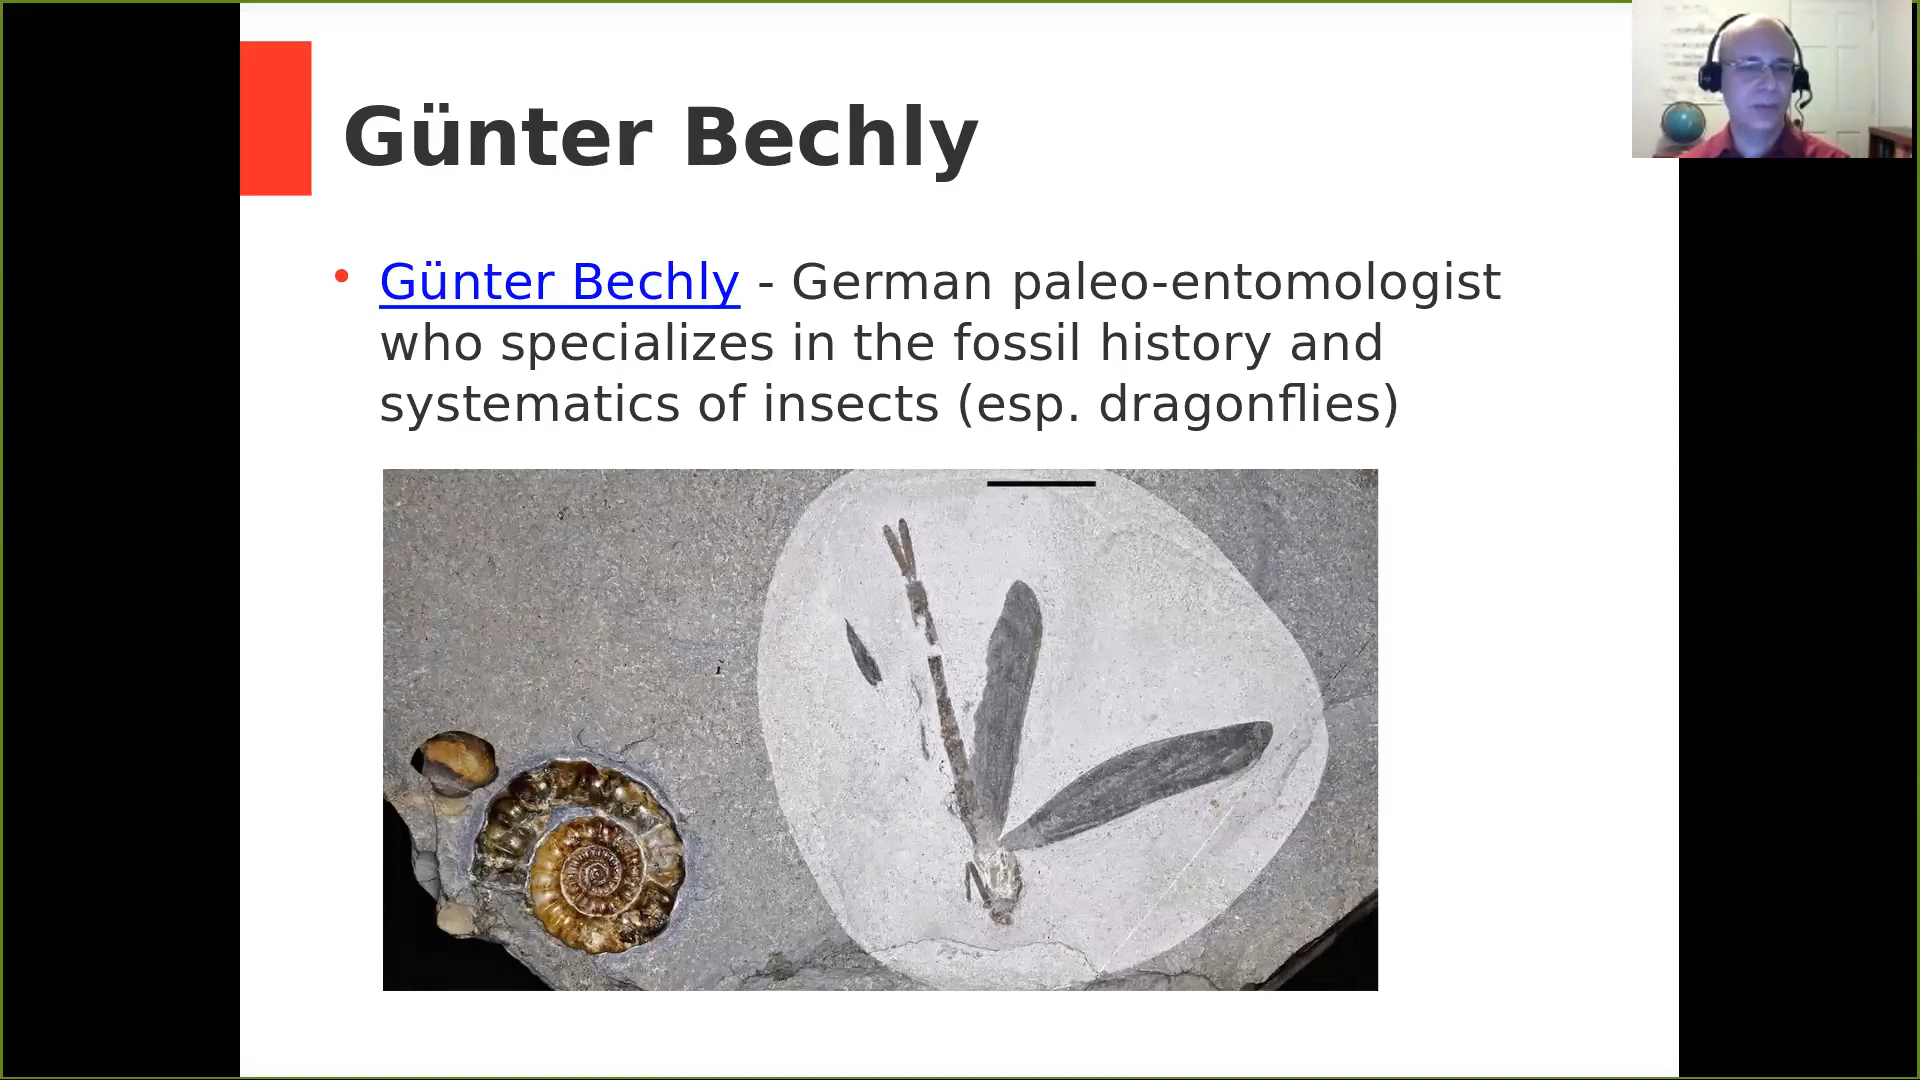 Günter Bechly
Günter Bechly - German paleo-entomologist
who specializes in the fossil history and
systematics of insects (esp. dragonflies)